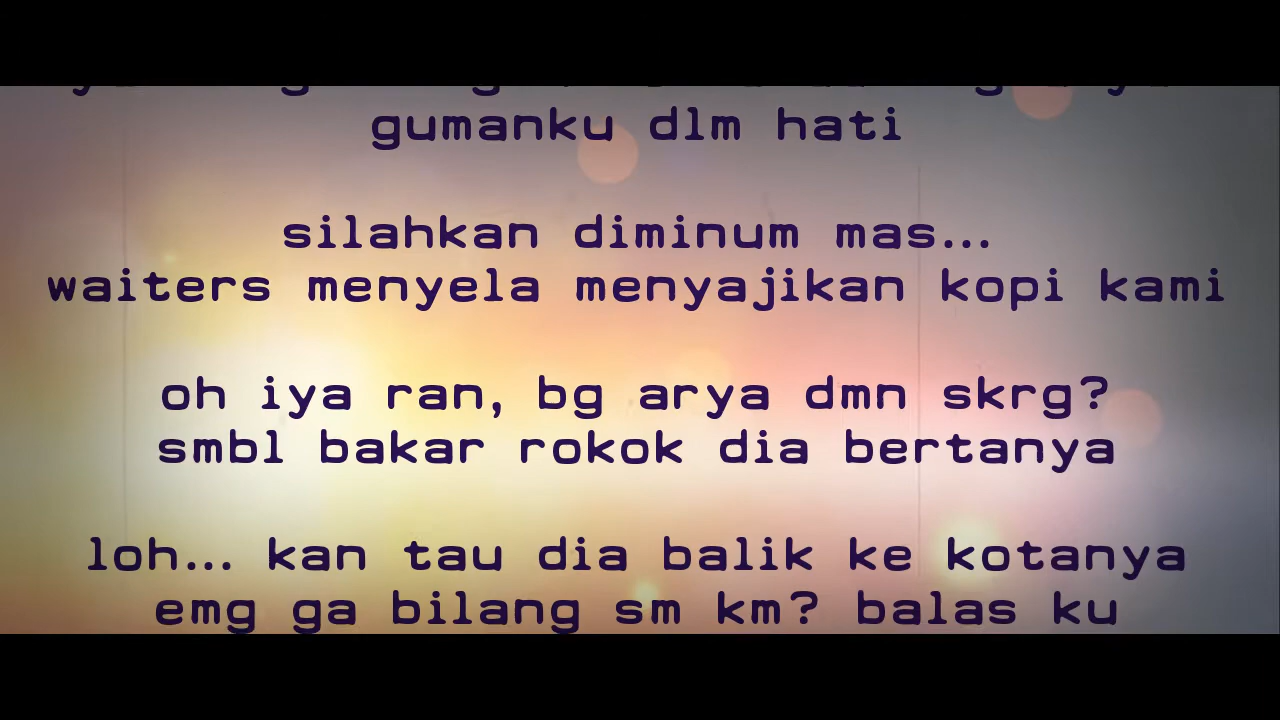 gumanku dlm hati
silahkan diminum mas...
waiters menyela menyajikan kopi kami
oh iya ran, bg arya dmn skrg?
smbl bakar rokok dia bertanya
loh... kan tau dia balik ke kotanya
emg ga bilang sm km? balas ku